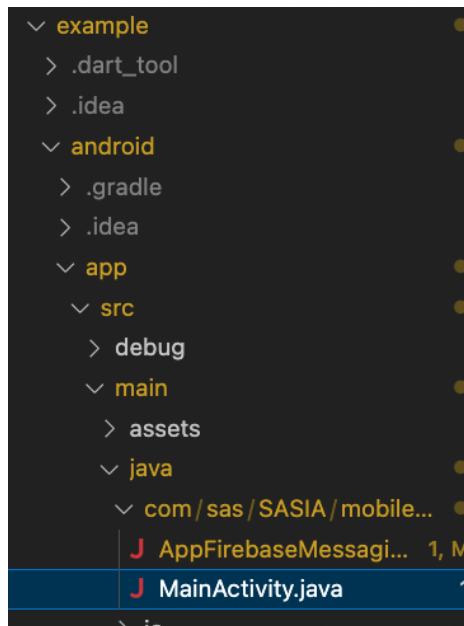 example
.dart_tool
.idea
android
.gradle
.idea
app
src
debug
main
assets
java
com/sas/SASIA/mobile...
J AppFirebaseMessagi... 1, M
J MainActivity.java 1